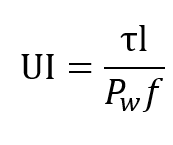 UI = τl / P_w f